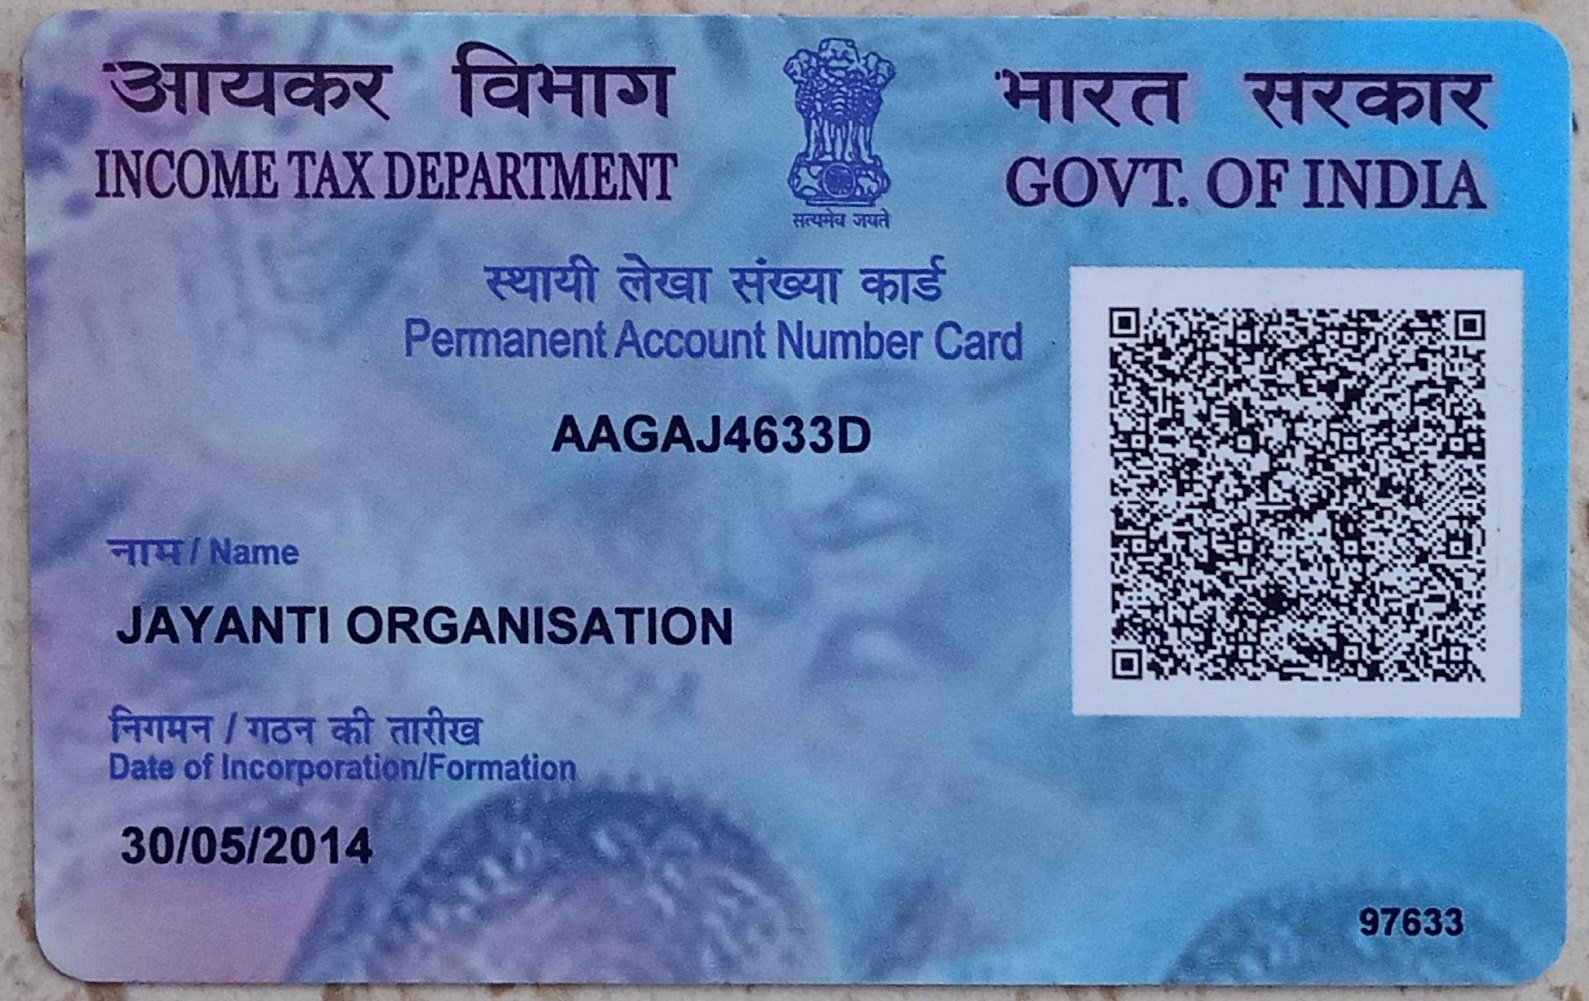 आयकर विभाग
INCOME TAX DEPARTMENT
सत्यमेव जयते
भारत सरकार
GOVT. OF INDIA
स्थायी लेखा संख्या कार्ड
Permanent Account Number Card
AAGAJ4633D
नाम / Name
JAYANTI ORGANISATION
निगमन / गठन की तारीख
Date of Incorporation/Formation
30/05/2014
97633